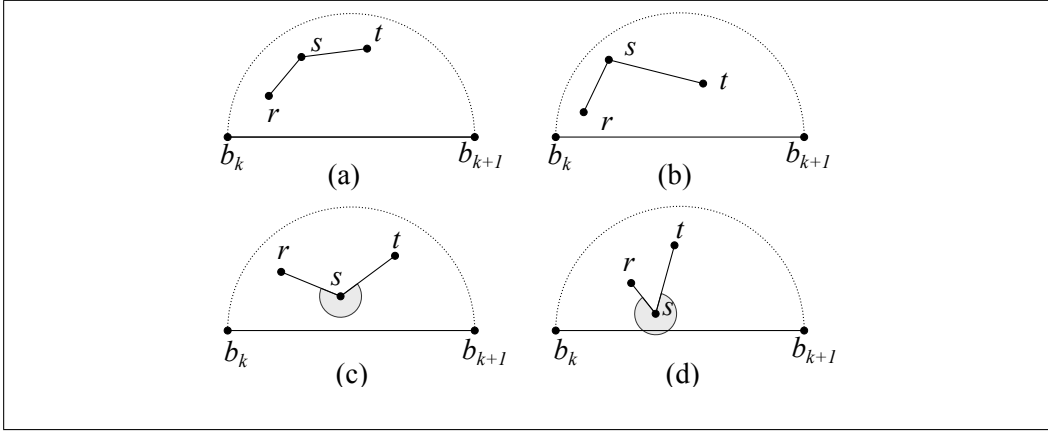 s t
r
b_k b_{k+1}
(a)
s
t
r
b_k b_{k+1}
(b)
r s t
b_k b_{k+1}
(c)
t
r
s
b_k b_{k+1}
(d)